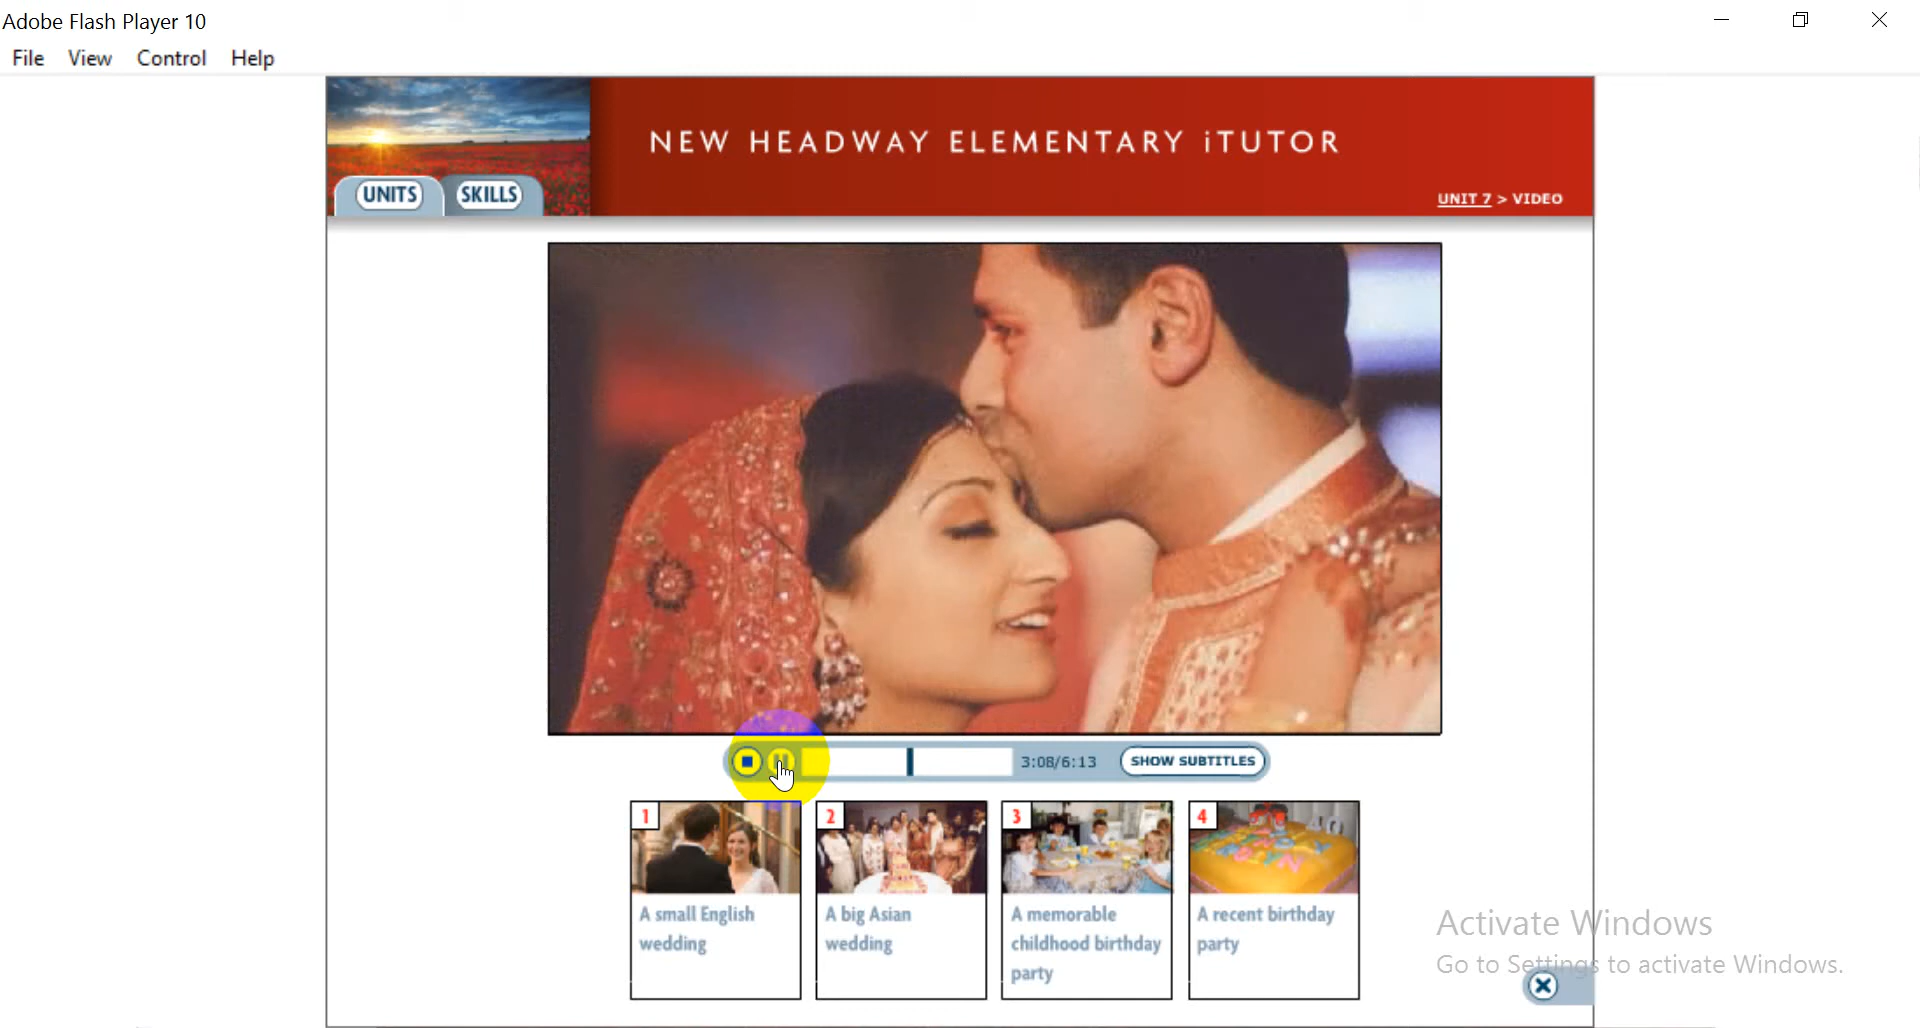 Adobe Flash Player 10
File View Control Help
NEW HEADWAY ELEMENTARY iTUTOR
UNITS SKILLS
UNIT 7 > VIDEO
3:08/6:13 SHOW SUBTITLES
1
A small English
wedding
2
A big Asian
wedding
3
A memorable
childhood birthday
party
4
A recent birthday
party
Activate Windows
Go to Settings to activate Windows.